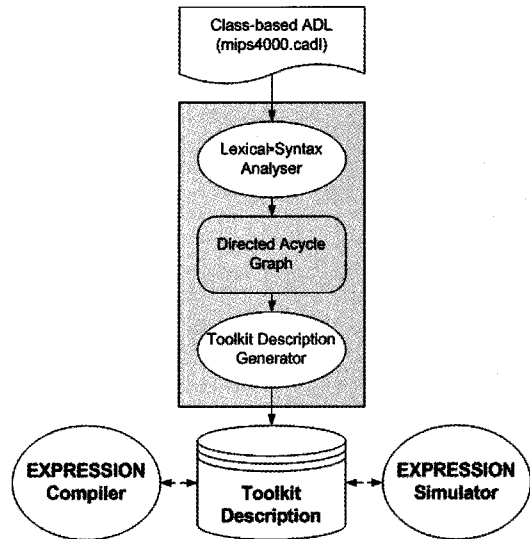 Class-based ADL
(mips4000.cadl)
Lexical-Syntax
Analyser
Directed Acycle
Graph
Toolkit Description
Generator
EXPRESSION
Compiler
Toolkit
Description
EXPRESSION
Simulator